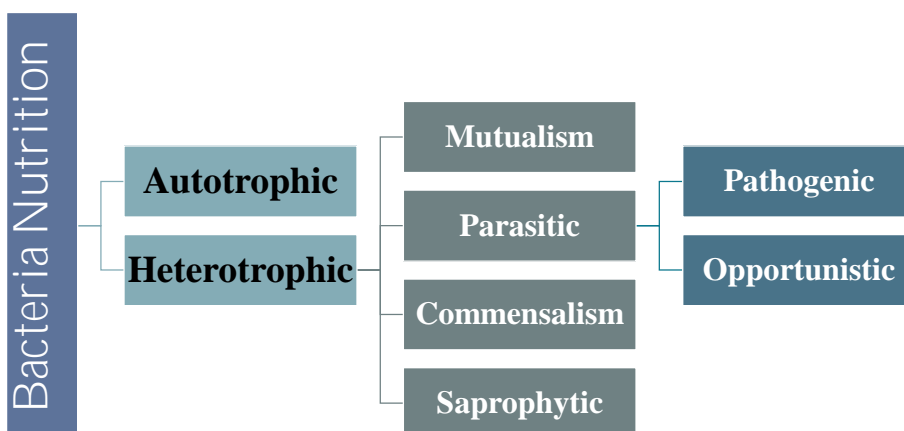 Bacteria Nutrition
Autotrophic
Heterotrophic
Mutualism
Parasitic
Commensalism
Saprophytic
Pathogenic
Opportunistic